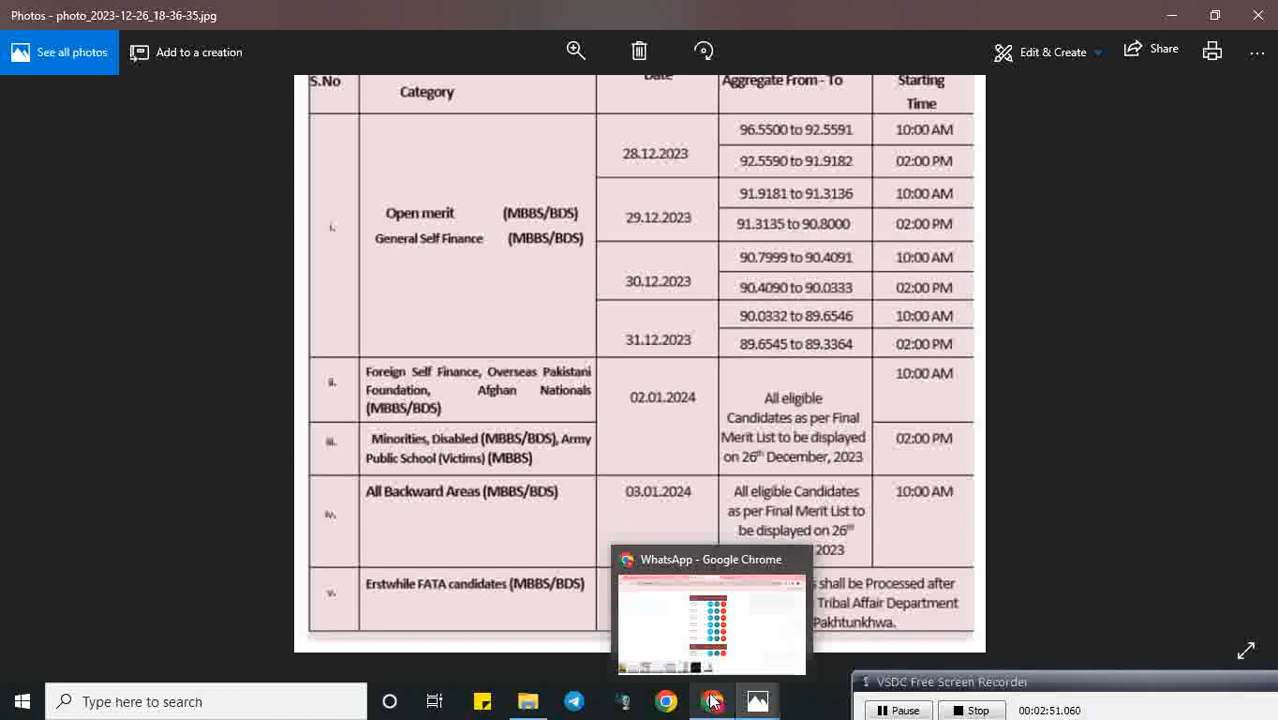 Photos - photo_2023-12-26_18-36-35.jpg
See all photos
Add to a creation
Edit & Create
Share
S.No
Category
Date
Aggregate From - To
Starting
Time
i.
Open merit (MBBS/BDS)
General Self Finance (MBBS/BDS)
28.12.2023
96.5500 to 92.5591
10:00 AM
92.5590 to 91.9182
02:00 PM
29.12.2023
91.9181 to 91.3136
10:00 AM
91.3135 to 90.8000
02:00 PM
30.12.2023
90.7999 to 90.4091
10:00 AM
90.4090 to 90.0333
02:00 PM
31.12.2023
90.0332 to 89.6546
10:00 AM
89.6545 to 89.3364
02:00 PM
ii.
Foreign Self Finance, Overseas Pakistani
Foundation, Afghan Nationals
(MBBS/BDS)
02.01.2024
All eligible
Candidates as per Final
Merit List to be displayed
on 26th December, 2023
10:00 AM
iii.
Minorities, Disabled (MBBS/BDS), Army
Public School (Victims) (MBBS)
02:00 PM
iv.
All Backward Areas (MBBS/BDS)
03.01.2024
All eligible Candidates
as per Final Merit List to
be displayed on 26th
2023
10:00 AM
v.
Erstwhile FATA candidates (MBBS/BDS)
shall be Processed after
Tribal Affair Department
Pakhtunkhwa.
WhatsApp - Google Chrome
VSDC Free Screen Recorder
Pause
Stop
00:02:51.060
Type here to search